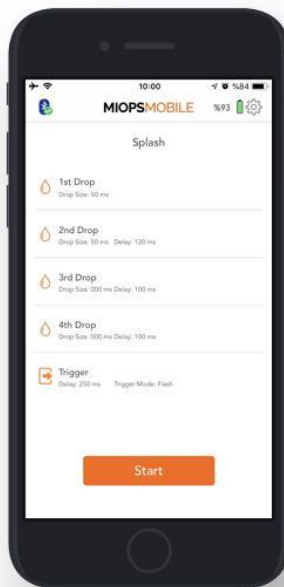 10:00 %84
MIOPSMOBILE %93
Splash
1st Drop
Drop Size: 50 ms
2nd Drop
Drop Size: 50 ms Delay: 120 ms
3rd Drop
Drop Size: 000 ms Delay: 100 ms
4th Drop
Drop Size: 000 ms Delay: 100 ms
Trigger
Delay: 250 ms Trigger Mode: Flash
Start